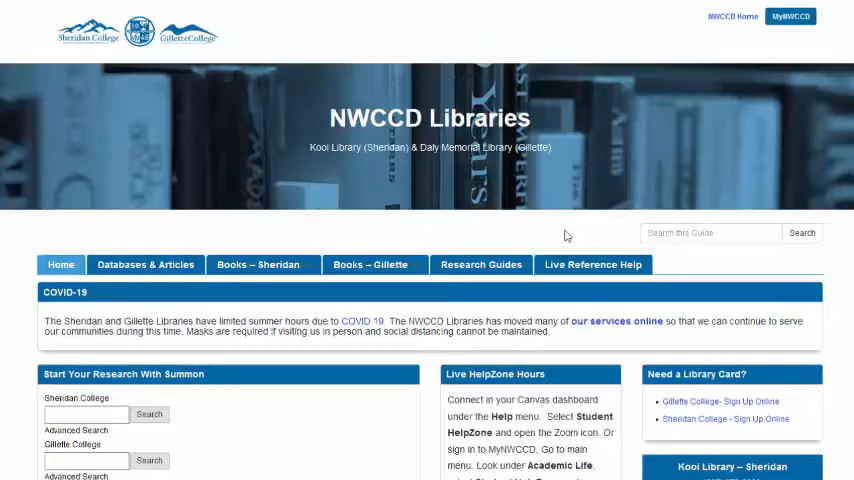 NWCCD Home
MyNWCCD
Sheridan College
GilletteCollege
NWCCD Libraries
Kooi Library (Sheridan) & Daly Memorial Library (Gillette)
Search this Guide
Search
Home
Databases & Articles
Books – Sheridan
Books – Gillette
Research Guides
Live Reference Help
COVID-19
The Sheridan and Gillette Libraries have limited summer hours due to COVID 19. The NWCCD Libraries has moved many of our services online so that we can continue to serve
our communities during this time. Masks are required if visiting us in person and social distancing cannot be maintained.
Start Your Research With Summon
Sheridan College
Search
Advanced Search
Gillette College
Search
Advanced Search
Live HelpZone Hours
Connect in your Canvas dashboard
under the Help menu. Select Student
HelpZone and open the Zoom icon. Or
sign in to MyNWCCD, Go to main
menu. Look under Academic Life,
Need a Library Card?
Gillette College- Sign Up Online
Sheridan College - Sign Up Online
Kooi Library – Sheridan